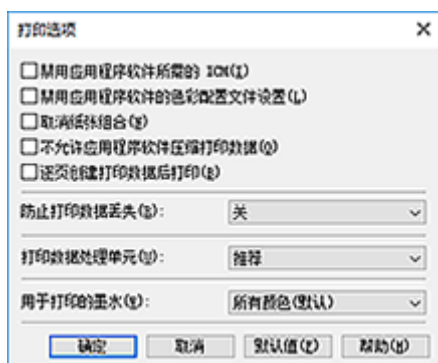 打印选项
禁用应用程序软件所需的 ICM(I)
禁用应用程序软件的色彩配置文件设置(L)
取消纸张组合(N)
不允许应用程序软件压缩打印数据(O)
逐页创建打印数据后打印(R)
防止打印数据丢失(S): 关
打印数据处理单元(U): 推荐
用于打印的墨水(K): 所有颜色(默认)
确定 取消 默认值(F) 帮助(H)